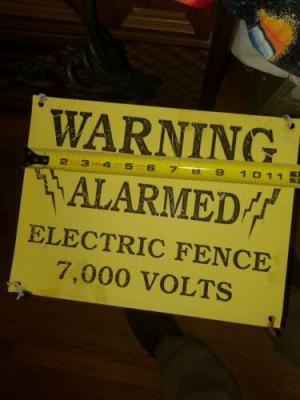 WARNING
2 3 4 5 6 7 8 9 10 11
ALARMED
ELECTRIC FENCE
7,000 VOLTS